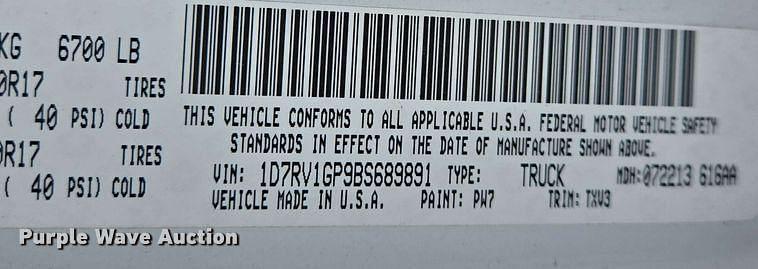 KG 6700 LB
0R17 TIRES
( 40 PSI) COLD
0R17 TIRES
( 40 PSI) COLD
THIS VEHICLE CONFORMS TO ALL APPLICABLE U.S.A. FEDERAL MOTOR VEHICLE SAFETY
STANDARDS IN EFFECT ON THE DATE OF MANUFACTURE SHOWN ABOVE.
VIN: 1D7RV1GP9BS689891 TYPE: TRUCK MDH: 072213 616AA
VEHICLE MADE IN U.S.A. PAINT: PW7 TRIM: TXV3
Purple Wave Auction